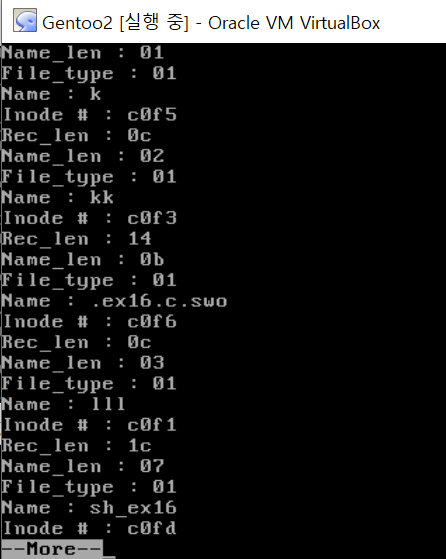 Gentoo2 [실행 중] - Oracle VM VirtualBox
Name_len : 01
File_type : 01
Name : k
Inode # : c0f5
Rec_len : 0c
Name_len : 02
File_type : 01
Name : kk
Inode # : c0f3
Rec_len : 14
Name_len : 0b
File_type : 01
Name : .ex16.c.swo
Inode # : c0f6
Rec_len : 0c
Name_len : 03
File_type : 01
Name : lll
Inode # : c0f1
Rec_len : 1c
Name_len : 07
File_type : 01
Name : sh_ex16
Inode # : c0fd
--More--